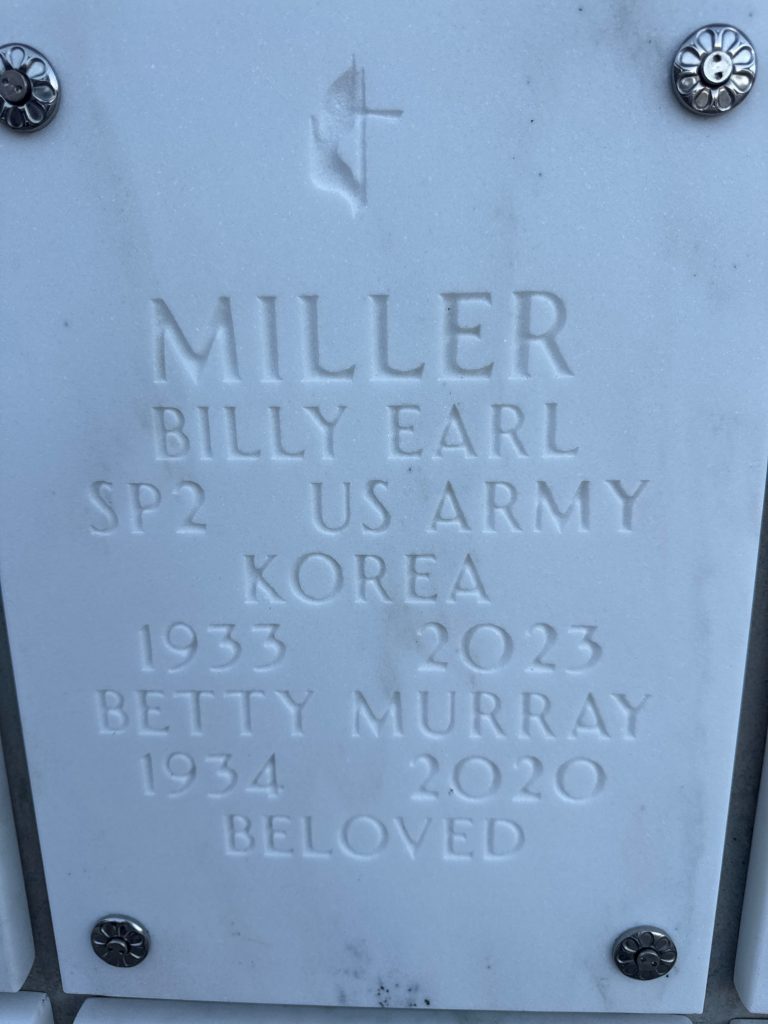 MILLER
BILLY EARL
SP2 US ARMY
KOREA
1933 2023
BETTY MURRAY
1934 2020
BELOVED